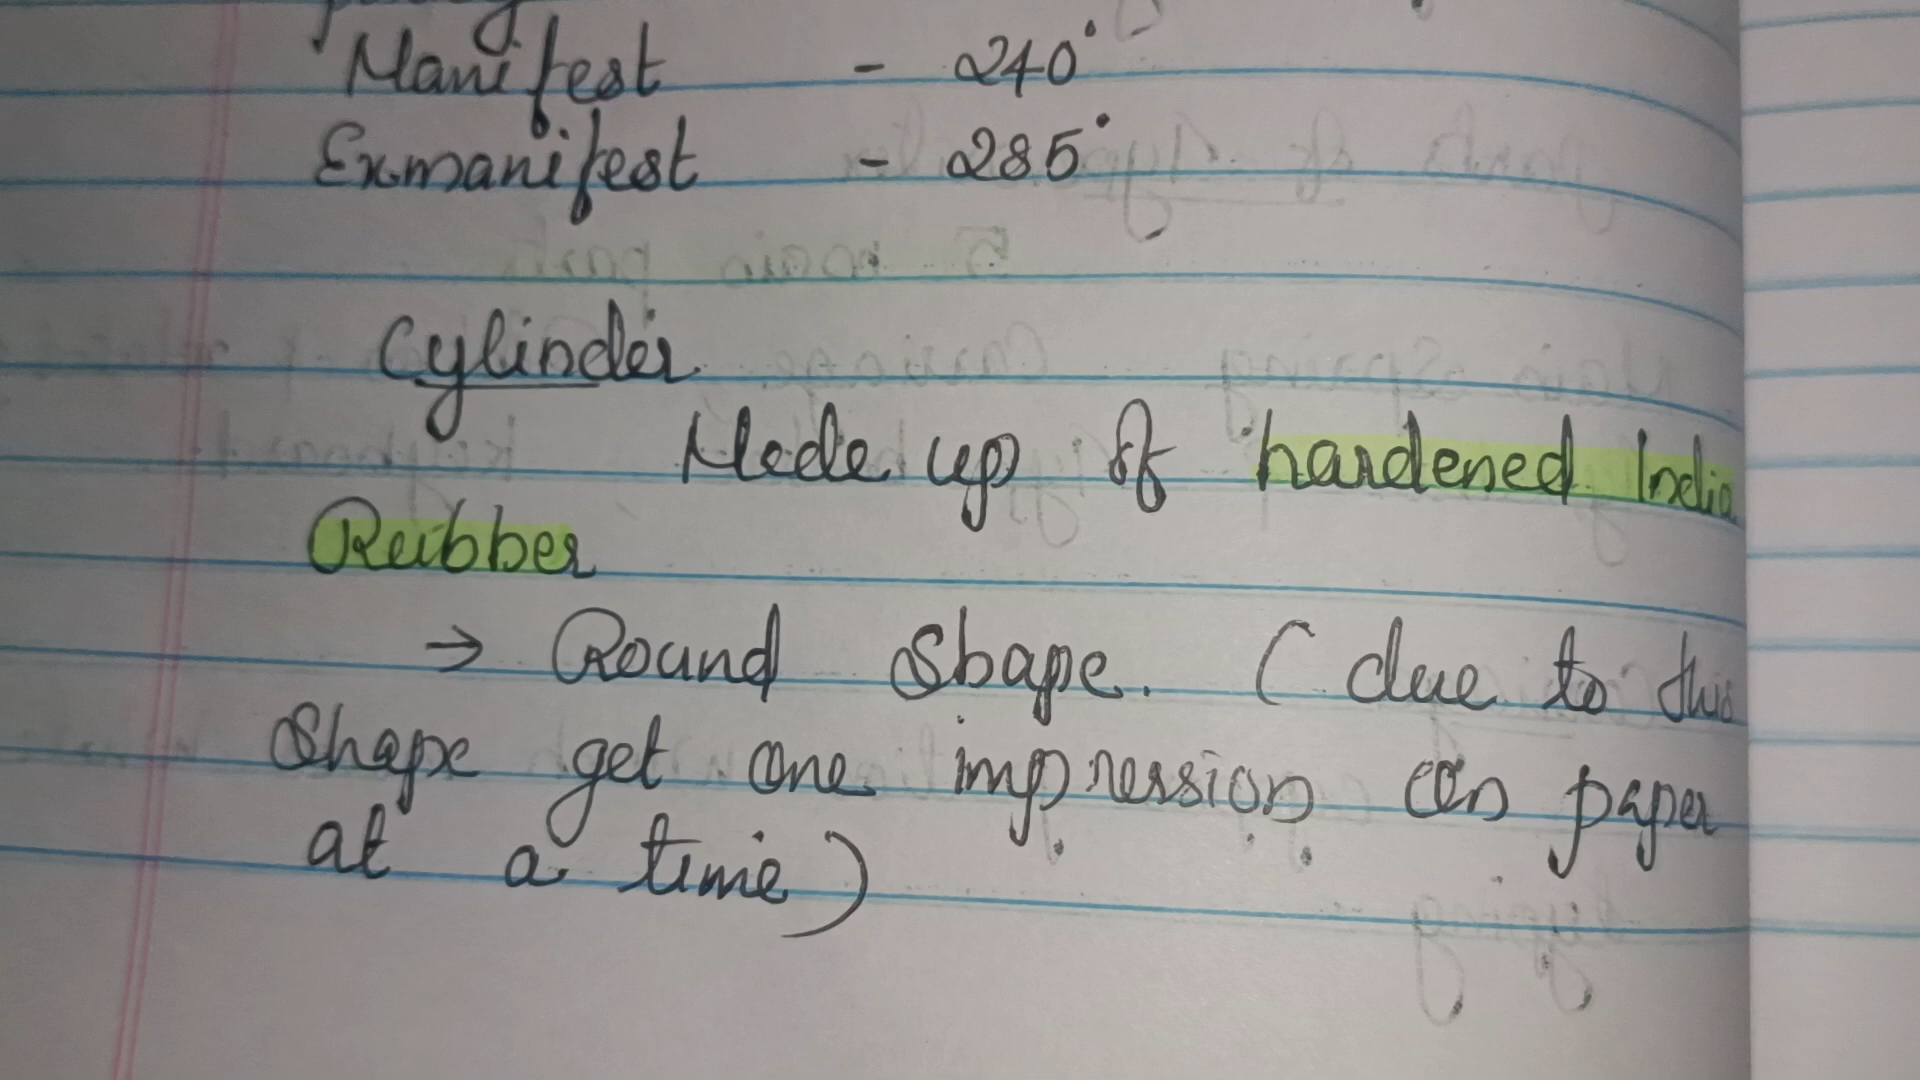 Manifest - 240°
Exmanifest - 285°
Cylinder
Made up of hardened India
Rubber
→ Round Shape. ( due to this
Shape get one impression on paper
at a time)